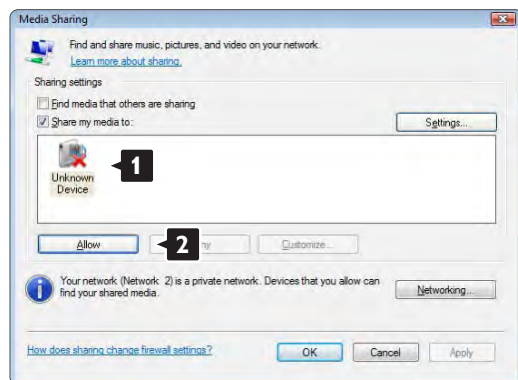 Media Sharing
Find and share music, pictures, and video on your network.
Learn more about sharing.
Sharing settings
Find media that others are sharing
Share my media to:
Settings...
Unknown
Device
1
Allow
2
ny
Customize...
Your network (Network 2) is a private network. Devices that you allow can
find your shared media.
Networking...
How does sharing change firewall settings?
OK
Cancel
Apply